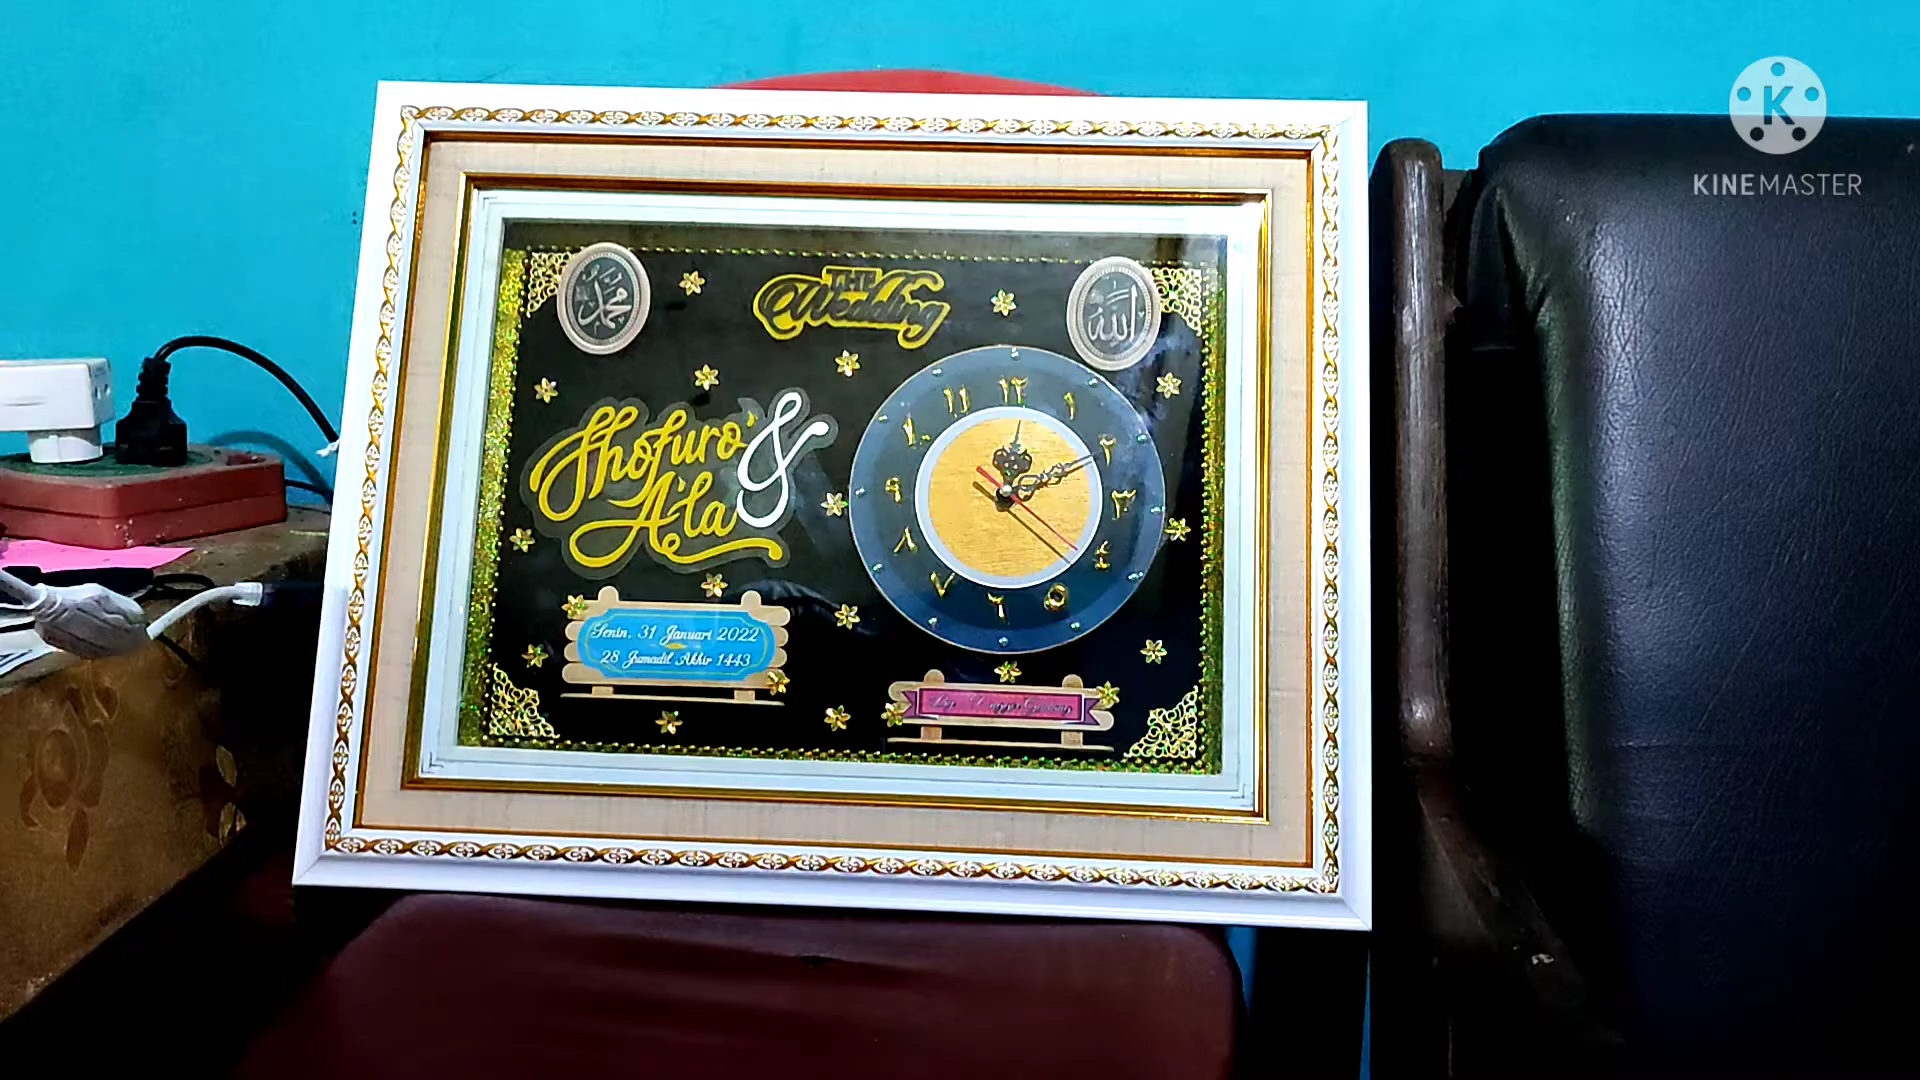 KINEMASTER
محمد
THE
Wedding
الله
Shofuro' &
A'la
١٢
١
٢
٣
٤
٥
٦
٧
٨
٩
١٠
١١
Senin, 31 Januari 2022
28 Jumadil Akhir 1443